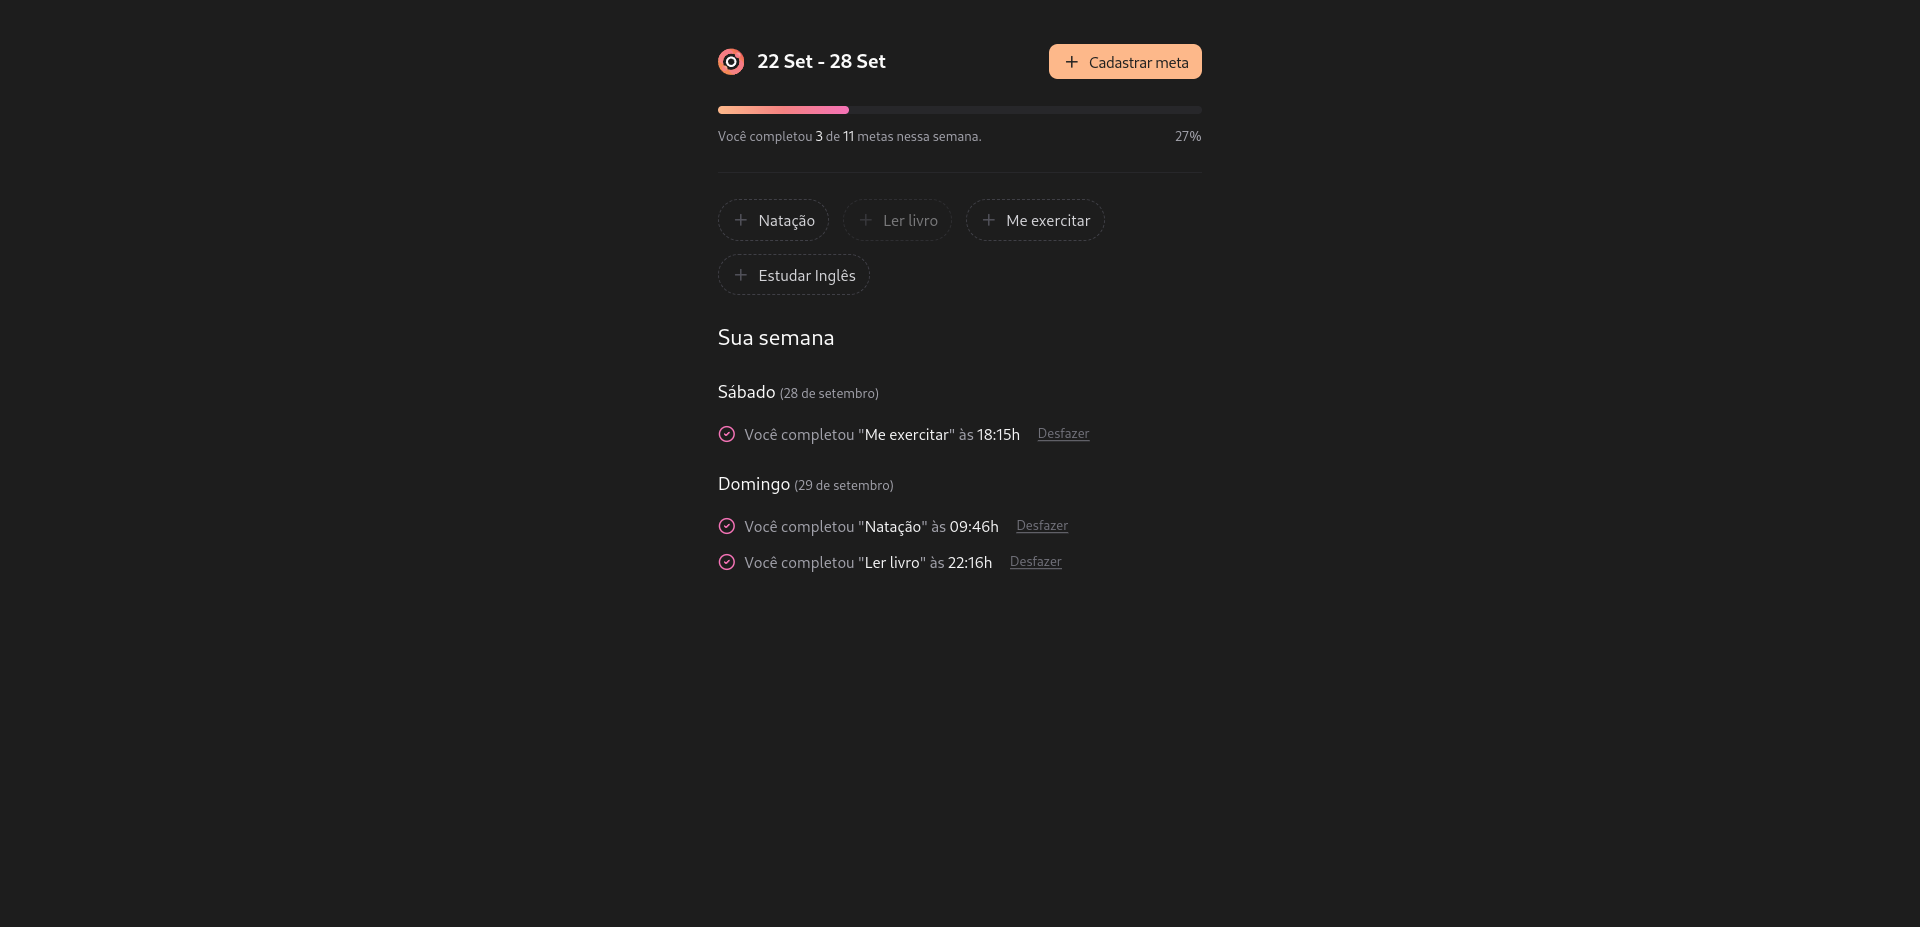 22 Set - 28 Set
Cadastrar meta
Você completou 3 de 11 metas nessa semana.
27%
Natação
Ler livro
Me exercitar
Estudar Inglês
Sua semana
Sábado (28 de setembro)
Você completou "Me exercitar" às 18:15h Desfazer
Domingo (29 de setembro)
Você completou "Natação" às 09:46h Desfazer
Você completou "Ler livro" às 22:16h Desfazer